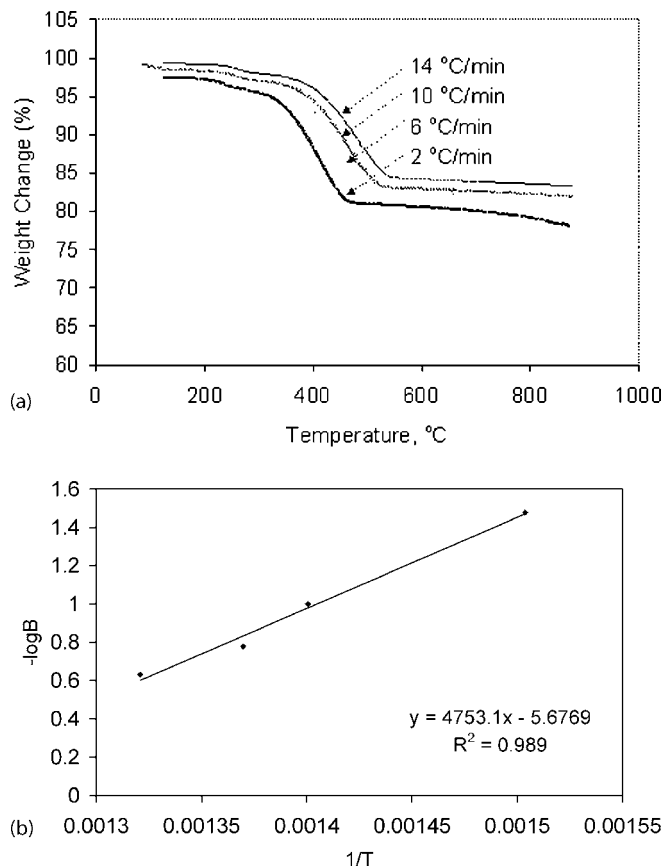 105
100
95
90
85
80
75
70
65
60
Weight Change (%)
14 °C/min
10 °C/min
6 °C/min
2 °C/min
0 200 400 600 800 1000
(a)
Temperature, °C
1.6
1.4
1.2
1
0.8
0.6
0.4
0.2
0
-logB
y = 4753.1x - 5.6769
R² = 0.989
(b)
0.0013 0.00135 0.0014 0.00145 0.0015 0.00155
1/T